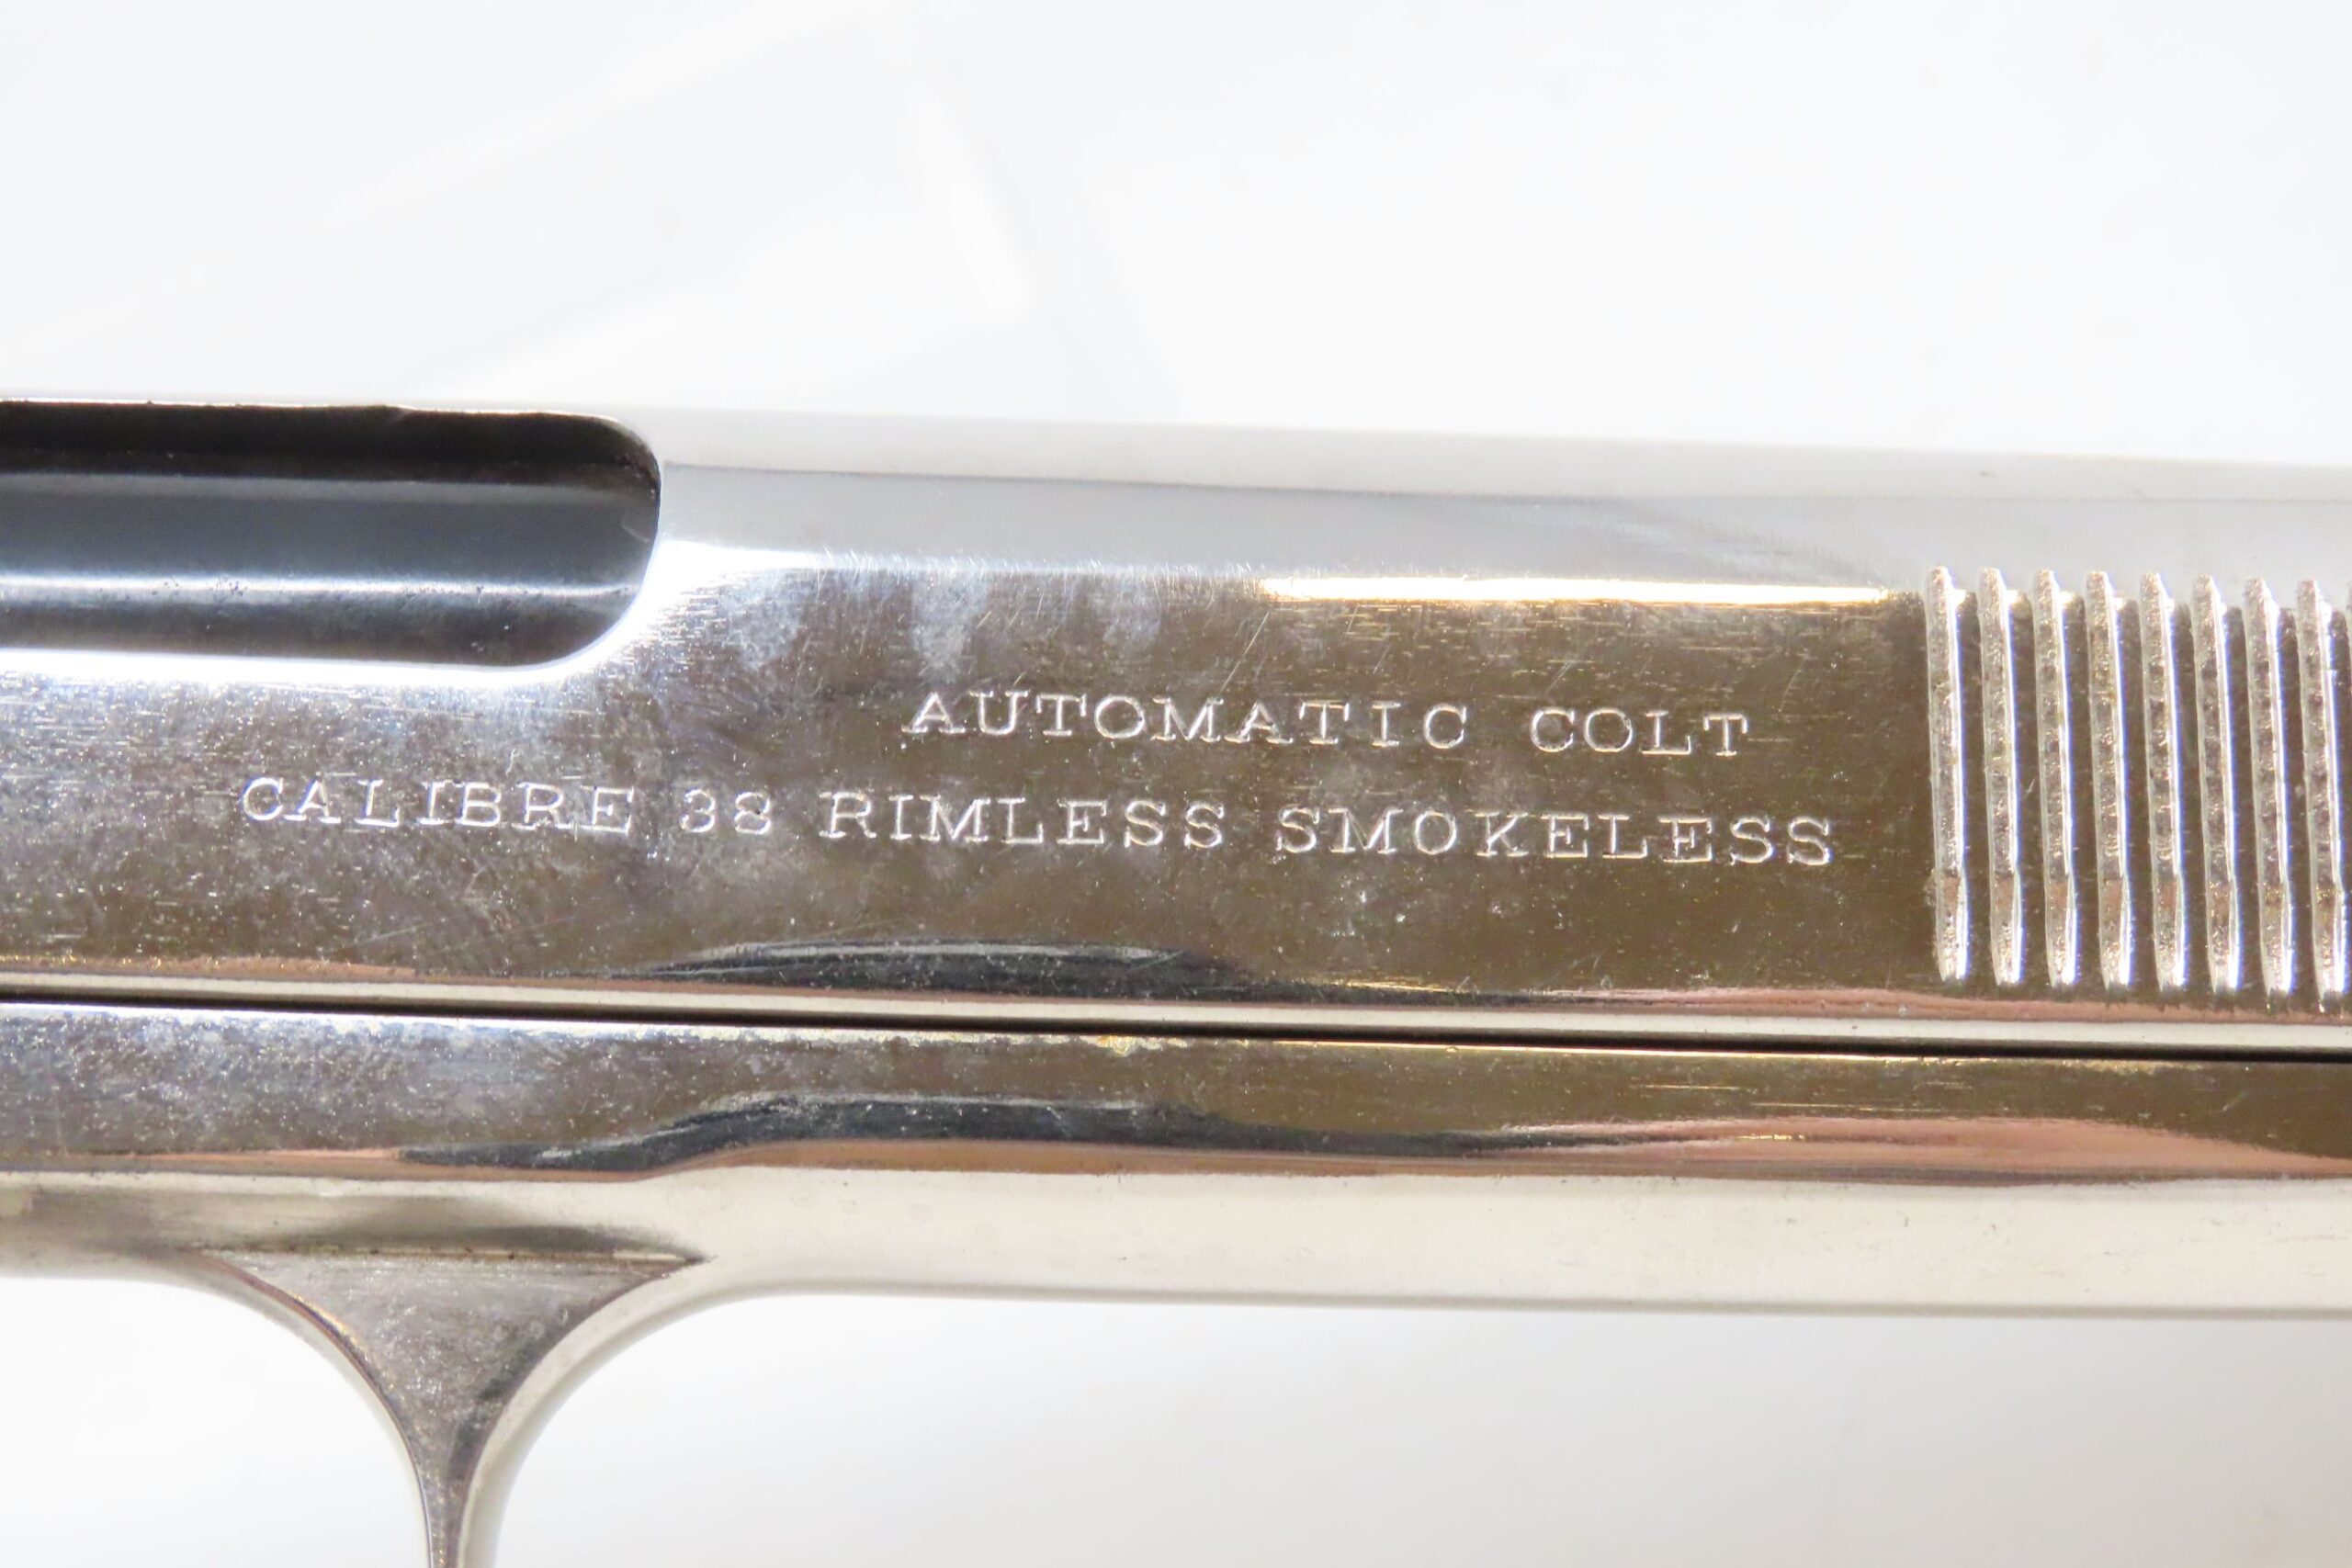 AUTOMATIC COLT
CALIBRE 38 RIMLESS SMOKELESS